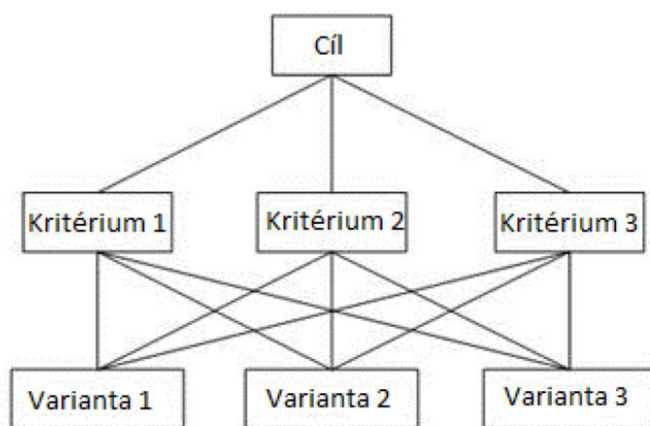 Cíl
Kritérium 1
Kritérium 2
Kritérium 3
Varianta 1
Varianta 2
Varianta 3